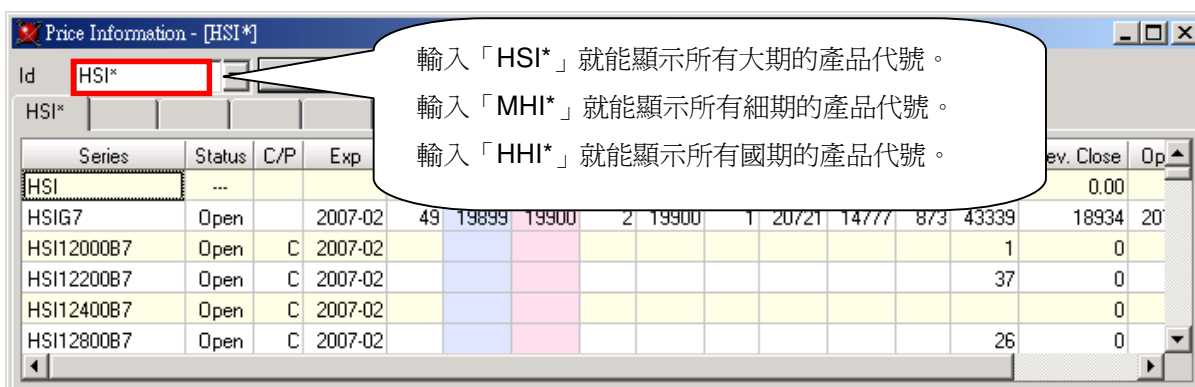 Price Information - [HSI*]
輸入「HSI*」就能顯示所有大期的產品代號。
Id HSI*
輸入「MHI*」就能顯示所有細期的產品代號。
HSI*
輸入「HHI*」就能顯示所有國期的產品代號。
Series Status C/P Exp ev. Close Op
HSI --- 0.00
HSIG7 Open 2007-02 49 19899 19900 2 19900 1 20721 14777 873 43339 18934 20
HSI12000B7 Open C 2007-02 1 0
HSI12200B7 Open C 2007-02 37 0
HSI12400B7 Open C 2007-02 0
HSI12800B7 Open C 2007-02 26 0